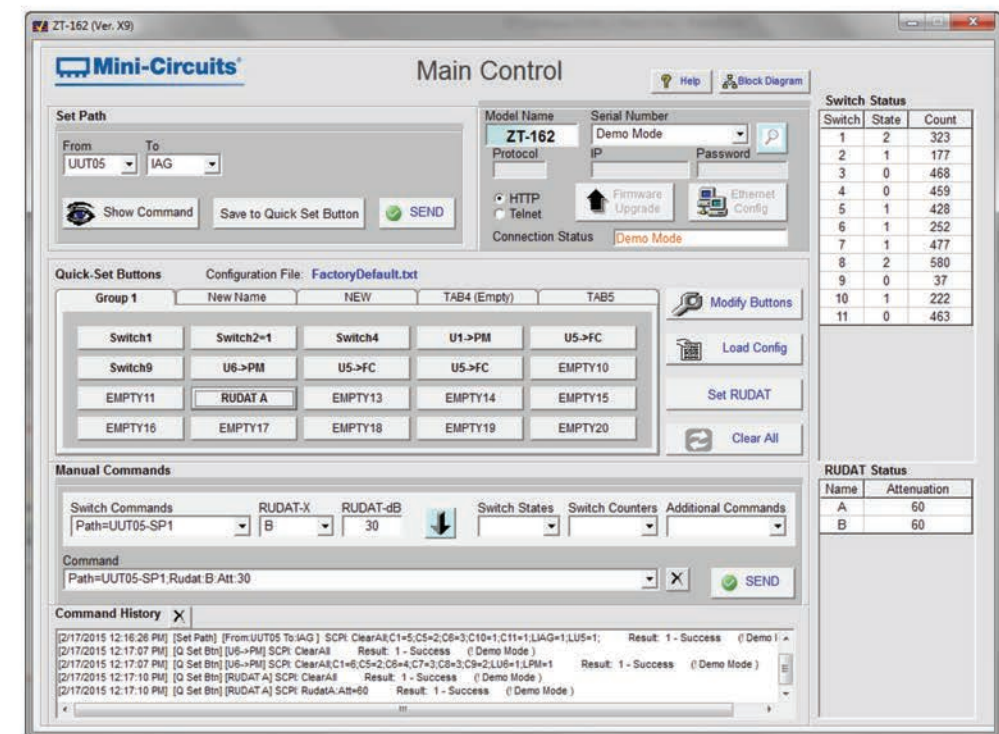 ZT-162 (Ver. X9)
Mini-Circuits®
Main Control
Help
Block Diagram
Set Path
From To
UUT05 IAG
Show Command
Save to Quick Set Button
SEND
Model Name Serial Number
ZT-162 Demo Mode
Protocol IP Password
HTTP
Telnet
Firmware Upgrade
Ethernet Config
Connection Status Demo Mode
Switch Status
Switch State Count
1 2 323
2 1 177
3 0 468
4 0 459
5 1 428
6 1 252
7 1 477
8 2 580
9 0 37
10 1 222
11 0 463
Quick-Set Buttons Configuration File: FactoryDefault.txt
Group 1 New Name NEW TAB4 (Empty) TAB5
Switch1 Switch2=1 Switch4 U1->PM U5->FC
Switch9 U6->PM U5->FC U5->FC EMPTY10
EMPTY11 RUDAT A EMPTY13 EMPTY14 EMPTY15
EMPTY16 EMPTY17 EMPTY18 EMPTY19 EMPTY20
Modify Buttons
Load Config
Set RUDAT
Clear All
Manual Commands
Switch Commands RUDAT-X RUDAT-dB Switch States Switch Counters Additional Commands
Path=UUT05-SP1 B 30
Command
Path=UUT05-SP1;Rudat:B:Att:30
X
SEND
RUDAT Status
Name Attenuation
A 60
B 60
Command History X
[2/17/2015 12:16:26 PM] [Set Path] [From:UUT05 To:IAG ] SCPI: ClearAll;C1=5;C5=2;C6=3;C10=1;C11=1;LIAG=1;LU5=1; Result: 1 - Success (! Demo
[2/17/2015 12:17:07 PM] [Q Set Btn] [U6->PM] SCPI: ClearAll Result: 1 - Success (! Demo Mode )
[2/17/2015 12:17:07 PM] [Q Set Btn] [U6->PM] SCPI: ClearAll;C1=6;C5=2;C6=4;C7=3;C8=3;C9=2;LU6=1;LPM=1 Result: 1 - Success (! Demo Mode )
[2/17/2015 12:17:10 PM] [Q Set Btn] [RUDAT A] SCPI: ClearAll Result: 1 - Success (! Demo Mode )
[2/17/2015 12:17:10 PM] [Q Set Btn] [RUDAT A] SCPI: RudatA:Att=60 Result: 1 - Success (! Demo Mode )